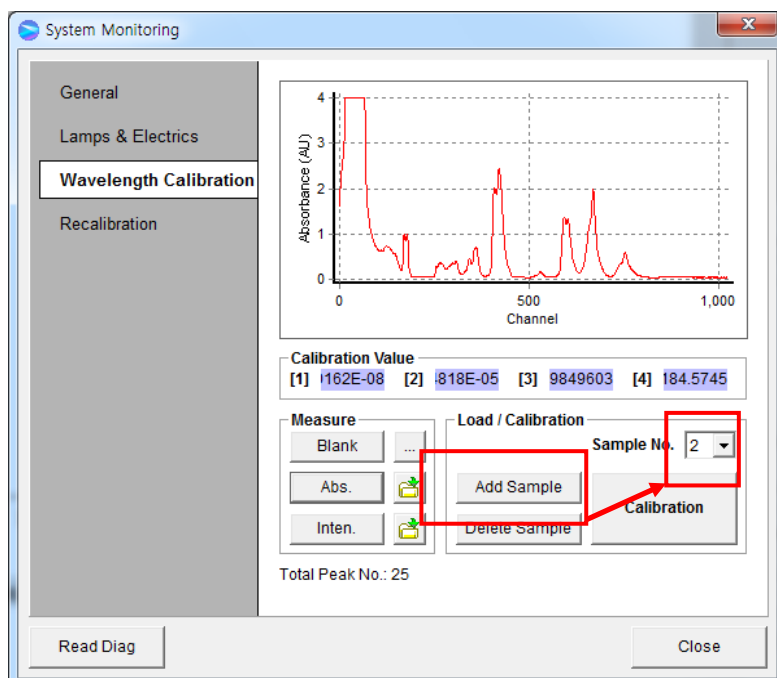 System Monitoring
General
Lamps & Electrics
Wavelength Calibration
Recalibration
Absorbance (AU)
4
3
2
1
0
0 500 1,000
Channel
Calibration Value
[1] 162E-08 [2] 4818E-05 [3] 9849603 [4] 184.5745
Measure
Blank ...
Abs.
Inten.
Load / Calibration
Sample No. 2
Add Sample
Delete Sample
Calibration
Total Peak No.: 25
Read Diag
Close